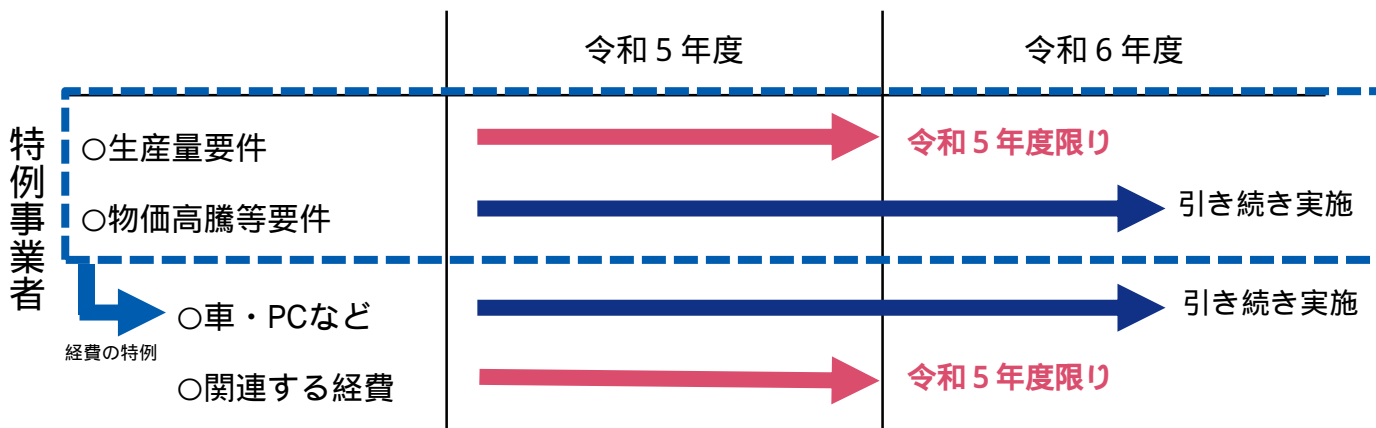 令和5年度
令和6年度
特例事業者
○生産量要件
令和5年度限り
○物価高騰等要件
引き続き実施
経費の特例
○車・PCなど
引き続き実施
○関連する経費
令和5年度限り